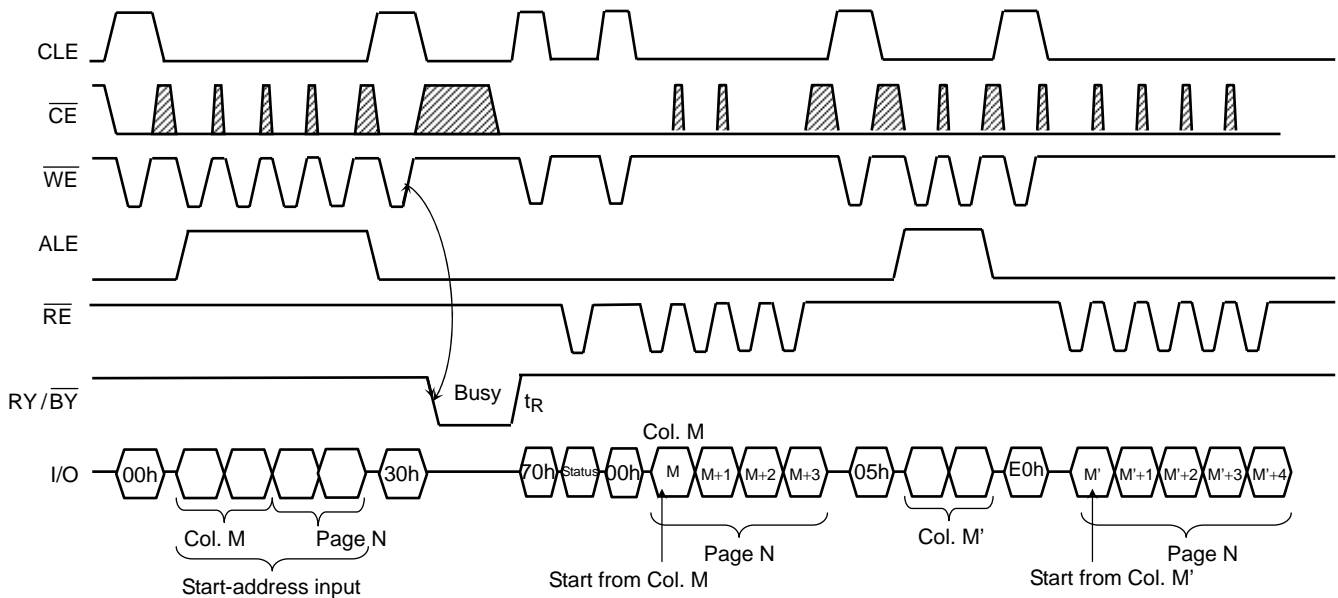 CLE
CE
WE
ALE
RE
RY/BY Busy tR
Col. M
I/O 00h 30h 70h Status 00h M M+1 M+2 M+3 05h E0h M' M'+1 M'+2 M'+3 M'+4
Col. M Page N Page N Col. M' Page N
Start-address input Start from Col. M Start from Col. M'